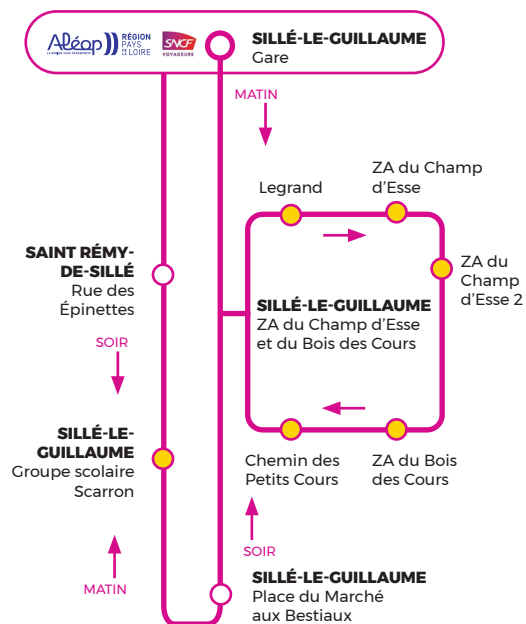 Aléop
RÉGION
PAYS
DE LA
LOIRE
SNCF
VOYAGEURS
SILLÉ-LE-GUILLAUME
Gare
MATIN
Legrand
ZA du Champ
d’Esse
ZA du
Champ
d’Esse 2
SAINT RÉMY-
DE-SILLÉ
Rue des
Épinettes
SILLÉ-LE-GUILLAUME
ZA du Champ d’Esse
et du Bois des Cours
SOIR
SILLÉ-LE-
GUILLAUME
Groupe scolaire
Scarron
Chemin des
Petits Cours
ZA du Bois
des Cours
SOIR
MATIN
SILLÉ-LE-GUILLAUME
Place du Marché
aux Bestiaux